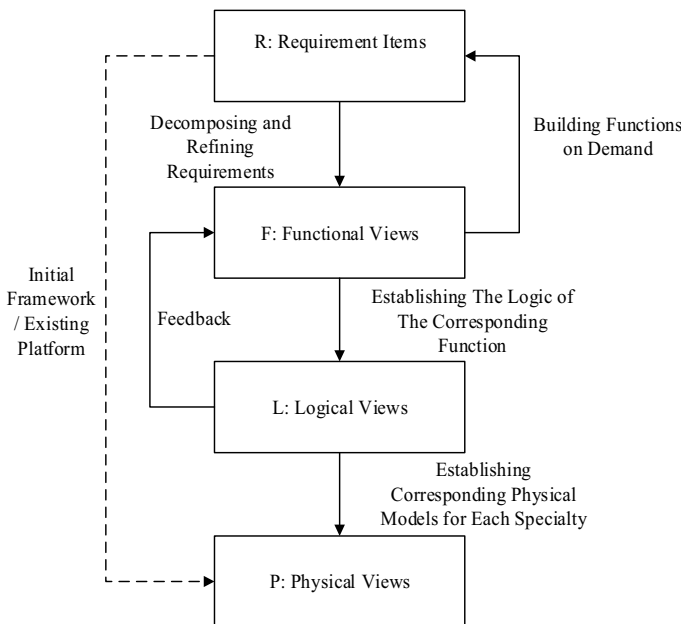 R: Requirement Items
Decomposing and
Refining
Requirements
Building Functions
on Demand
F: Functional Views
Initial
Framework
/ Existing
Platform
Feedback
Establishing The Logic of
The Corresponding
Function
L: Logical Views
Establishing
Corresponding Physical
Models for Each Specialty
P: Physical Views